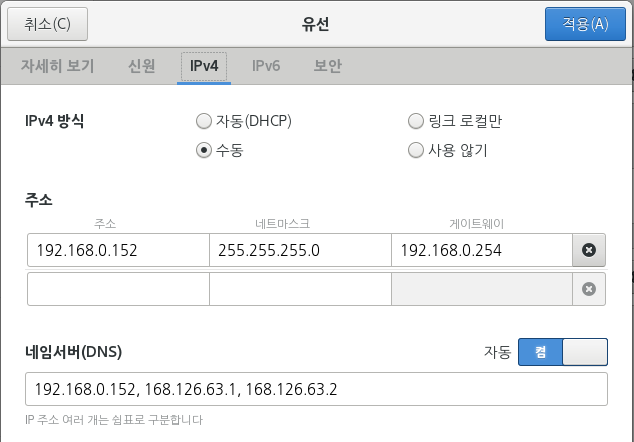 취소(C) 유선 적용(A)
자세히 보기 신원 IPv4 IPv6 보안
IPv4 방식 자동(DHCP) 링크 로컬만
수동 사용 않기
주소
주소 네트마스크 게이트웨이
192.168.0.152 255.255.255.0 192.168.0.254
네임서버(DNS) 자동 켬
192.168.0.152, 168.126.63.1, 168.126.63.2
IP 주소 여러 개는 쉼표로 구분합니다